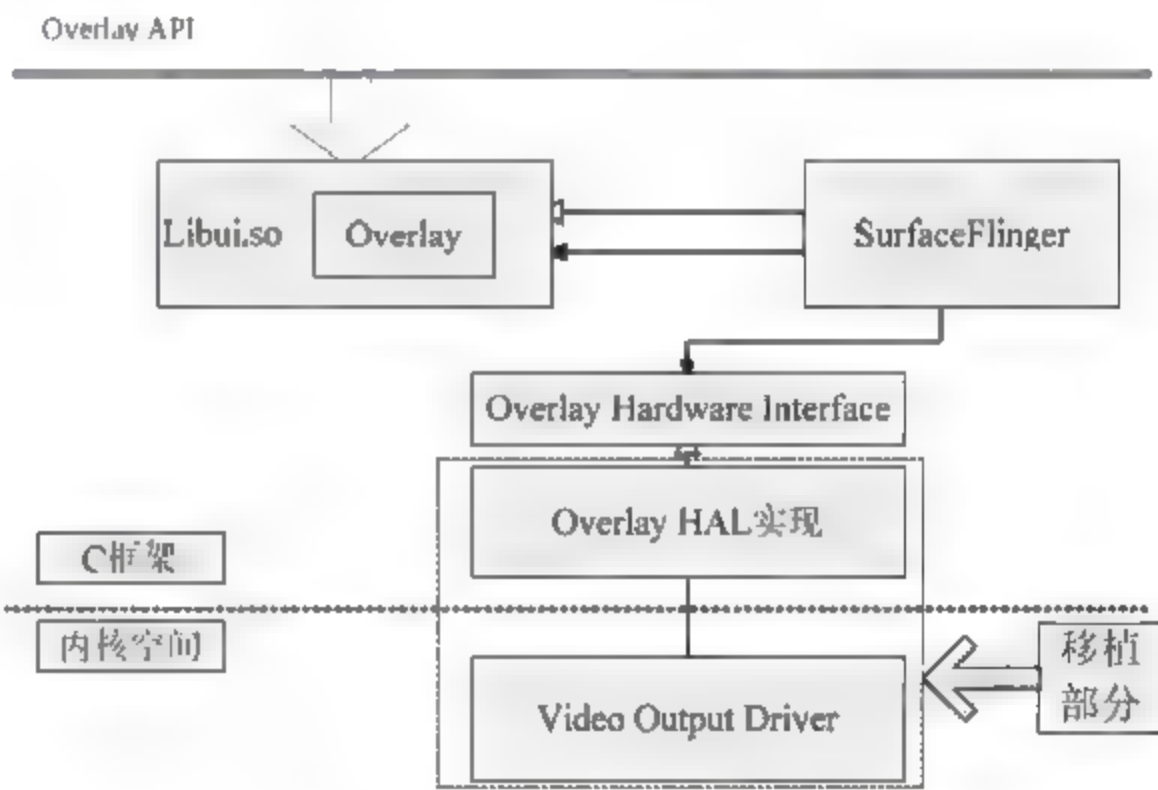 Overlay API
Libui.so
Overlay
SurfaceFlinger
Overlay Hardware Interface
Overlay HAL实现
C框架
内核空间
移植
部分
Video Output Driver